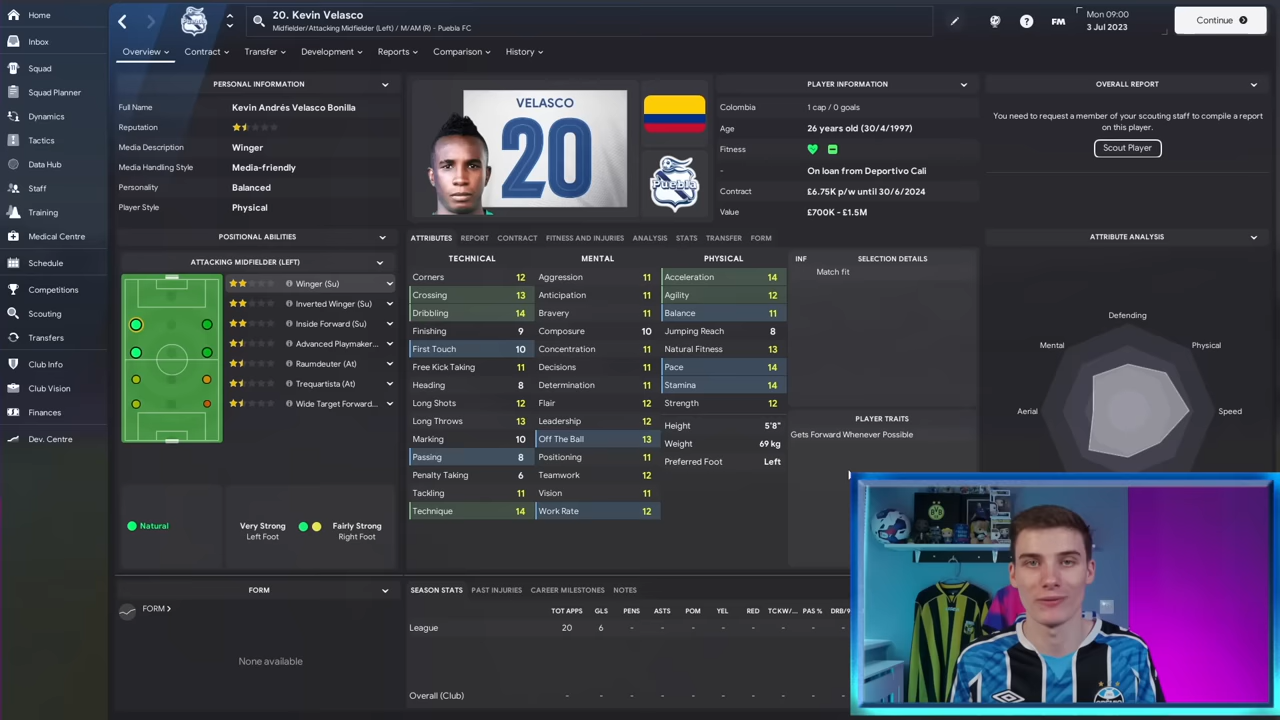 Home
Inbox
Squad
Squad Planner
Dynamics
Tactics
Data Hub
Staff
Training
Medical Centre
Schedule
Competitions
Scouting
Transfers
Club Info
Club Vision
Finances
Dev. Centre
20. Kevin Velasco
Midfielder/Attacking Midfielder (Left) / M/AM (R) - Puebla FC
FM
Mon 09:00
3 Jul 2023
Continue
Overview
Contract
Transfer
Development
Reports
Comparison
History
PERSONAL INFORMATION
Full Name Kevin Andrés Velasco Bonilla
Reputation
Media Description Winger
Media Handling Style Media-friendly
Personality Balanced
Player Style Physical
VELASCO
20
Puebla
PLAYER INFORMATION
Colombia 1 cap / 0 goals
Age 26 years old (30/4/1997)
Fitness
- On loan from Deportivo Cali
Contract £6.75K p/w until 30/6/2024
Value £700K - £1.5M
OVERALL REPORT
You need to request a member of your scouting staff to compile a report
on this player.
Scout Player
POSITIONAL ABILITIES
ATTACKING MIDFIELDER (LEFT)
Winger (Su)
Inverted Winger (Su)
Inside Forward (Su)
Advanced Playmaker...
Raumdeuter (At)
Trequartista (At)
Wide Target Forward...
Natural
Very Strong
Left Foot
Fairly Strong
Right Foot
ATTRIBUTES REPORT CONTRACT FITNESS AND INJURIES ANALYSIS STATS TRANSFER FORM
TECHNICAL
Corners 12
Crossing 13
Dribbling 14
Finishing 9
First Touch 10
Free Kick Taking 11
Heading 8
Long Shots 12
Long Throws 13
Marking 10
Passing 8
Penalty Taking 6
Tackling 11
Technique 14
MENTAL
Aggression 11
Anticipation 11
Bravery 11
Composure 10
Concentration 11
Decisions 11
Determination 11
Flair 12
Leadership 12
Off The Ball 13
Positioning 11
Teamwork 12
Vision 11
Work Rate 12
PHYSICAL
Acceleration 14
Agility 12
Balance 11
Jumping Reach 8
Natural Fitness 13
Pace 14
Stamina 14
Strength 12
Height 5'8"
Weight 69 kg
Preferred Foot Left
INF SELECTION DETAILS
Match fit
PLAYER TRAITS
Gets Forward Whenever Possible
ATTRIBUTE ANALYSIS
Defending
Mental
Physical
Aerial
Speed
FORM
FORM
None available
SEASON STATS PAST INJURIES CAREER MILESTONES NOTES
TOT APPS GLS PENS ASTS POM YEL RED TCKW/... PAS % DRB/9
League 20 6 - - - - - - - -
Overall (Club) - - - - - - - - - -